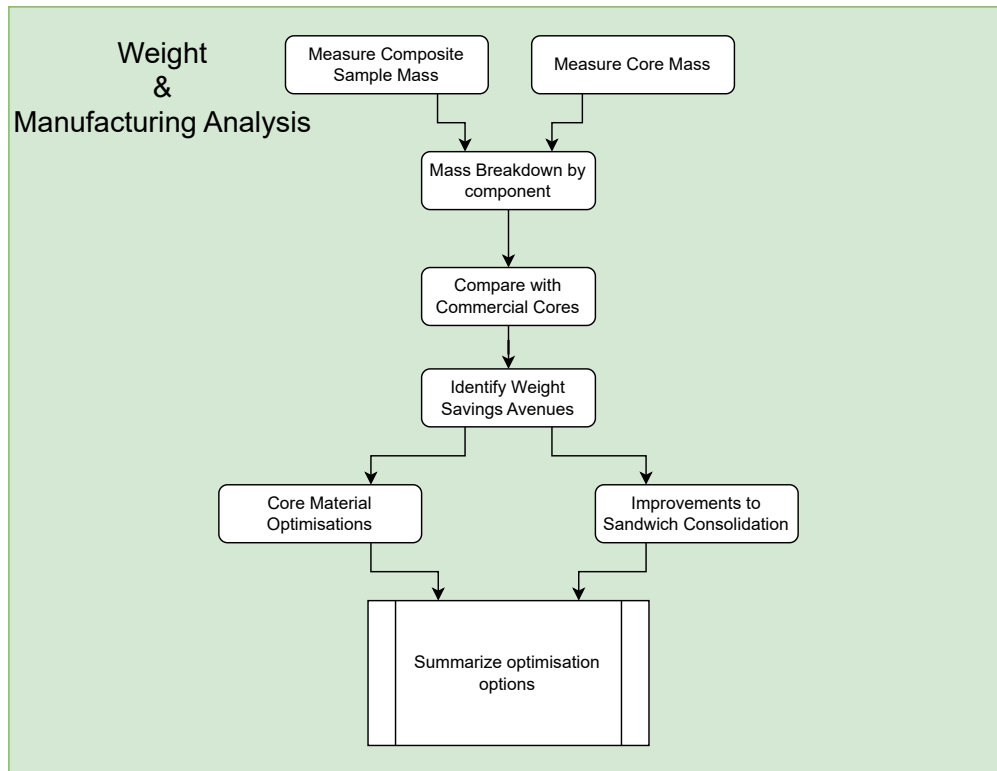 Weight
&
Manufacturing Analysis
Measure Composite
Sample Mass
Measure Core Mass
Mass Breakdown by
component
Compare with
Commercial Cores
Identify Weight
Savings Avenues
Core Material
Optimisations
Improvements to
Sandwich Consolidation
Summarize optimisation
options